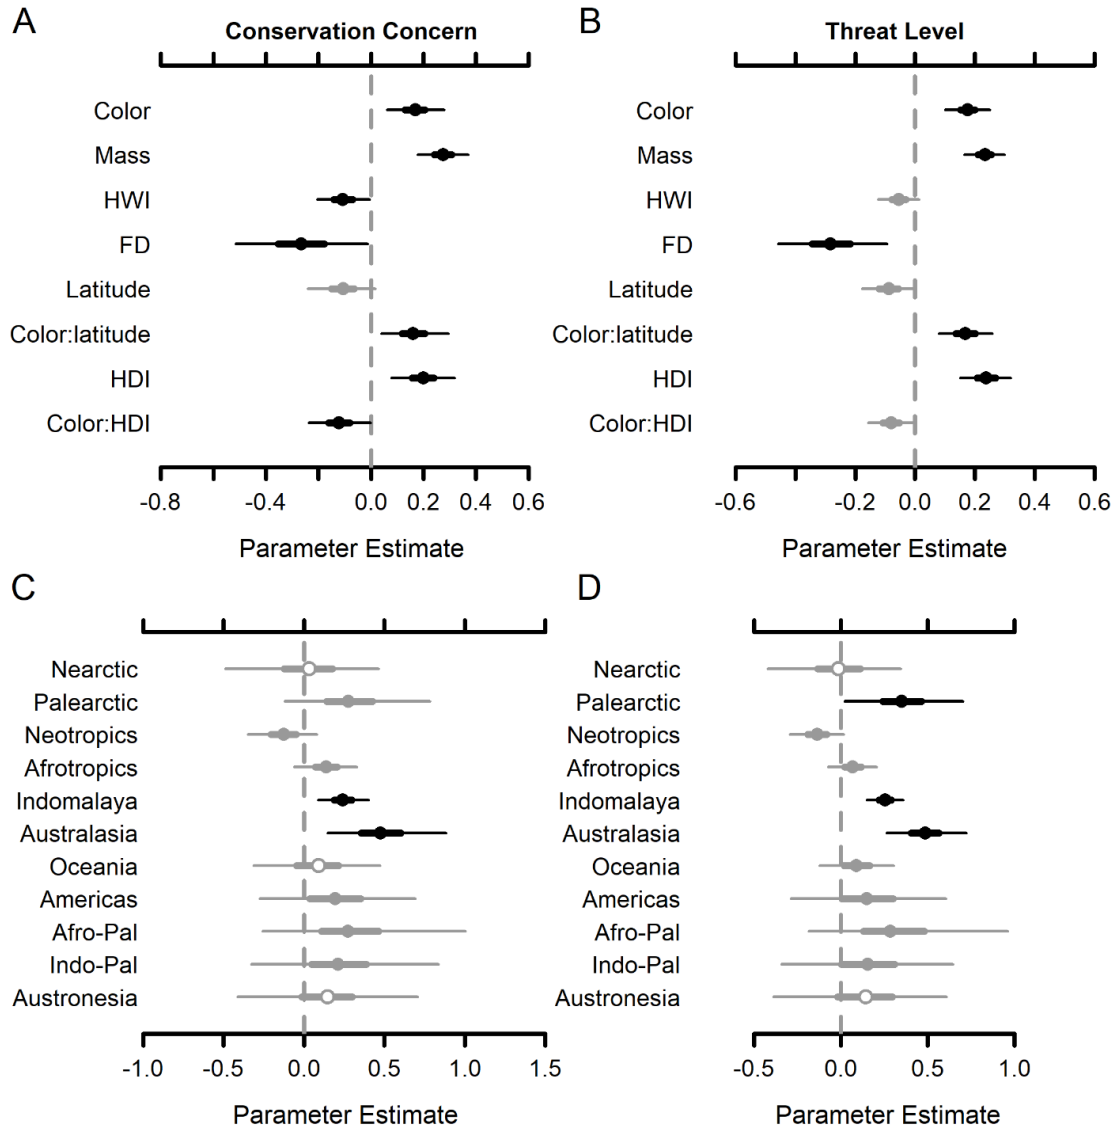 A
Conservation Concern
Color
Mass
HWI
FD
Latitude
Color:latitude
HDI
Color:HDI
-0.8 -0.4 0.0 0.2 0.4 0.6
Parameter Estimate
B
Threat Level
Color
Mass
HWI
FD
Latitude
Color:latitude
HDI
Color:HDI
-0.6 -0.2 0.0 0.2 0.4 0.6
Parameter Estimate
C
Nearctic
Palearctic
Neotropics
Afrotropics
Indomalaya
Australasia
Oceania
Americas
Afro-Pal
Indo-Pal
Austronesia
-1.0 -0.5 0.0 0.5 1.0 1.5
Parameter Estimate
D
Nearctic
Palearctic
Neotropics
Afrotropics
Indomalaya
Australasia
Oceania
Americas
Afro-Pal
Indo-Pal
Austronesia
-0.5 0.0 0.5 1.0
Parameter Estimate